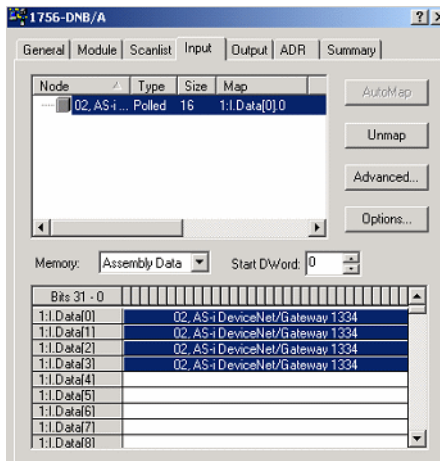 1756-DNB/A
General Module Scanlist Input Output ADR Summary
Node Type Size Map
02, AS-i ... Polled 16 1:I.Data[0].0
AutoMap
Unmap
Advanced...
Options...
Memory: Assembly Data Start DWord: 0
Bits 31 - 0
1:I.Data[0] 02, AS-i DeviceNet/Gateway 1334
1:I.Data[1] 02, AS-i DeviceNet/Gateway 1334
1:I.Data[2] 02, AS-i DeviceNet/Gateway 1334
1:I.Data[3] 02, AS-i DeviceNet/Gateway 1334
1:I.Data[4]
1:I.Data[5]
1:I.Data[6]
1:I.Data[7]
1:I.Data[8]